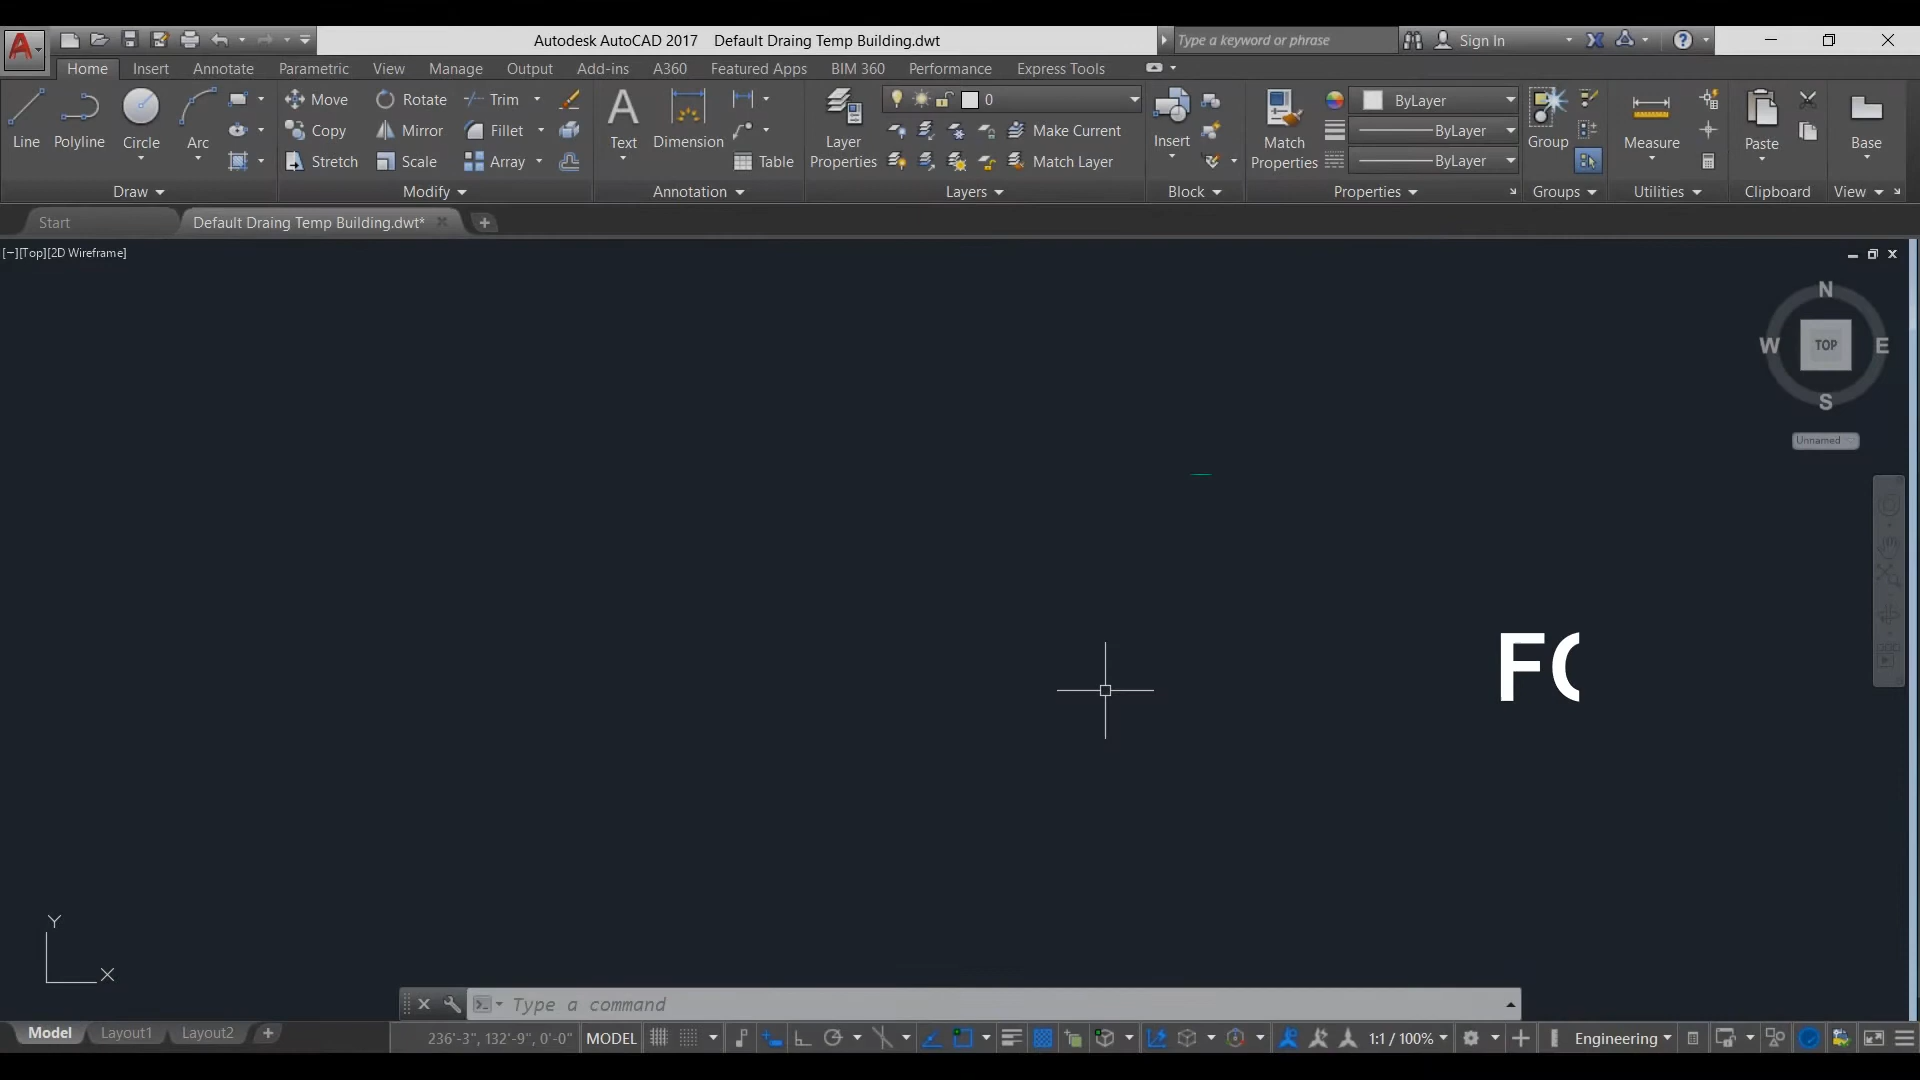 Autodesk AutoCAD 2017 Default Draing Temp Building.dwt
Type a keyword or phrase
Sign In
Home Insert Annotate Parametric View Manage Output Add-ins A360 Featured Apps BIM 360 Performance Express Tools
Line Polyline Circle Arc
Move Rotate Trim
Copy Mirror Fillet
Stretch Scale Array
Text Dimension Table
Layer Properties
0
Make Current
Match Layer
Insert
Match Properties
ByLayer
ByLayer
ByLayer
Group
Measure
Paste
Base
Draw Modify Annotation Layers Block Properties Groups Utilities Clipboard View
Start Default Draing Temp Building.dwt*
[−][Top][2D Wireframe]
N
W TOP E
S
Unnamed
F
Y
X
Type a command
Model Layout1 Layout2
236'-3", 132'-9", 0'-0" MODEL 1:1 / 100% Engineering